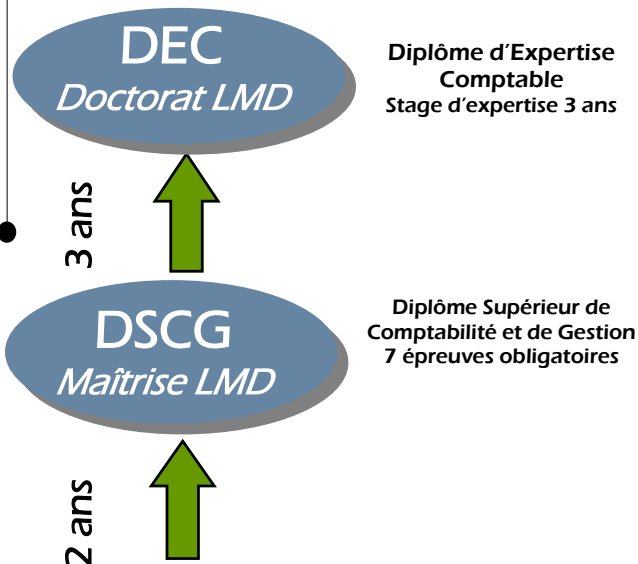 DEC
Doctorat LMD
Diplôme d'Expertise
Comptable
Stage d'expertise 3 ans
3 ans
DSCG
Maîtrise LMD
Diplôme Supérieur de
Comptabilité et de Gestion
7 épreuves obligatoires
2 ans